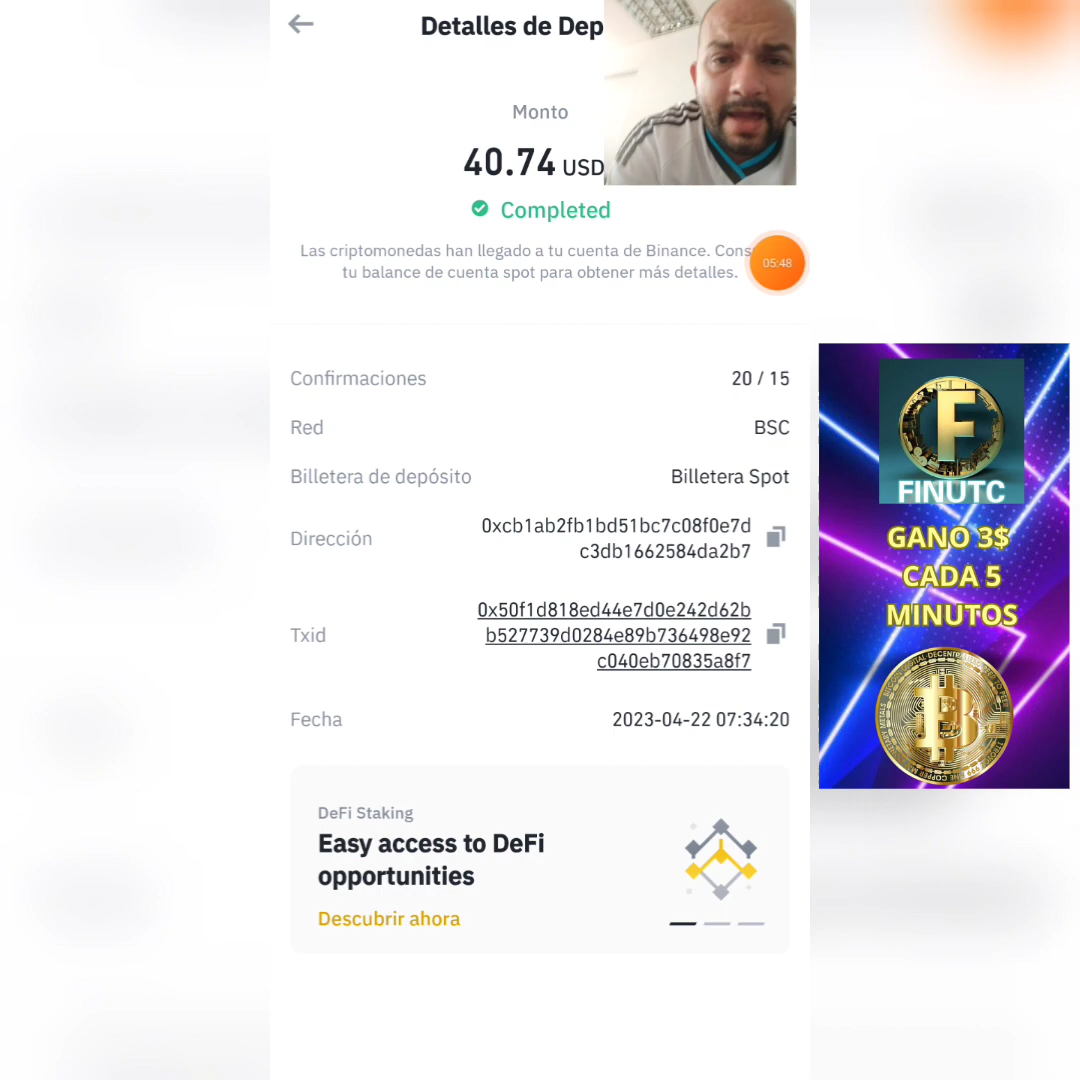 Detalles de Dep
Monto
40.74 USD
Completed
Las criptomonedas han llegado a tu cuenta de Binance. Cons
tu balance de cuenta spot para obtener más detalles.
05:48
Confirmaciones 20 / 15
Red BSC
Billetera de depósito Billetera Spot
Dirección 0xcb1ab2fb1bd51bc7c08f0e7d
c3db1662584da2b7
Txid 0x50f1d818ed44e7d0e242d62b
b527739d0284e89b736498e92
c040eb70835a8f7
Fecha 2023-04-22 07:34:20
DeFi Staking
Easy access to DeFi
opportunities
Descubrir ahora
F
FINUTC
GANO 3$
CADA 5
MINUTOS